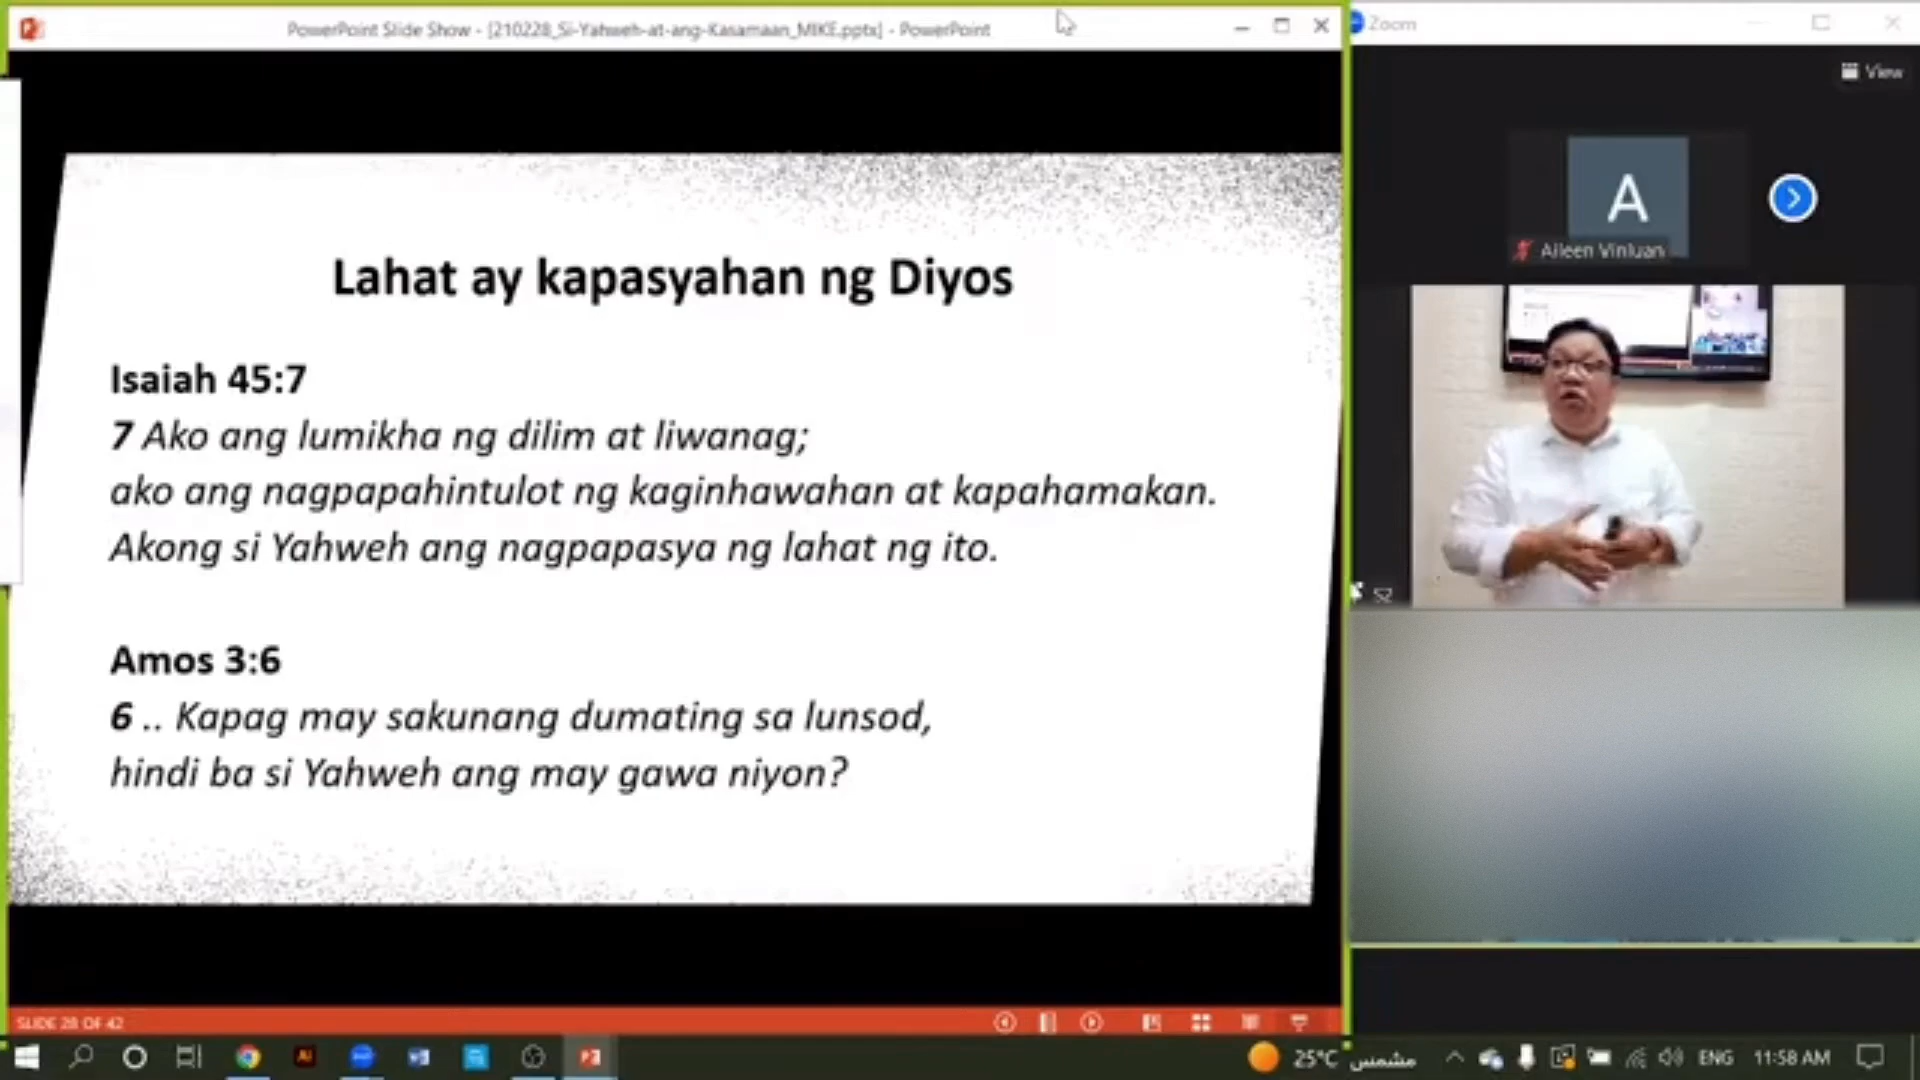 PowerPoint Slide Show - [210228_Si-Yahweh-at-ang-Kasamaan_MIKE.pptx] - PowerPoint
Zoom
View
A
Aileen Vinluan
Lahat ay kapasyahan ng Diyos
Isaiah 45:7
7 Ako ang lumikha ng dilim at liwanag;
ako ang nagpapahintulot ng kaginhawahan at kapahamakan.
Akong si Yahweh ang nagpapasya ng lahat ng ito.
Amos 3:6
6 .. Kapag may sakunang dumating sa lunsod,
hindi ba si Yahweh ang may gawa niyon?
SLIDE 28 OF 42
Ai
25°C مشمس
ENG
11:58 AM